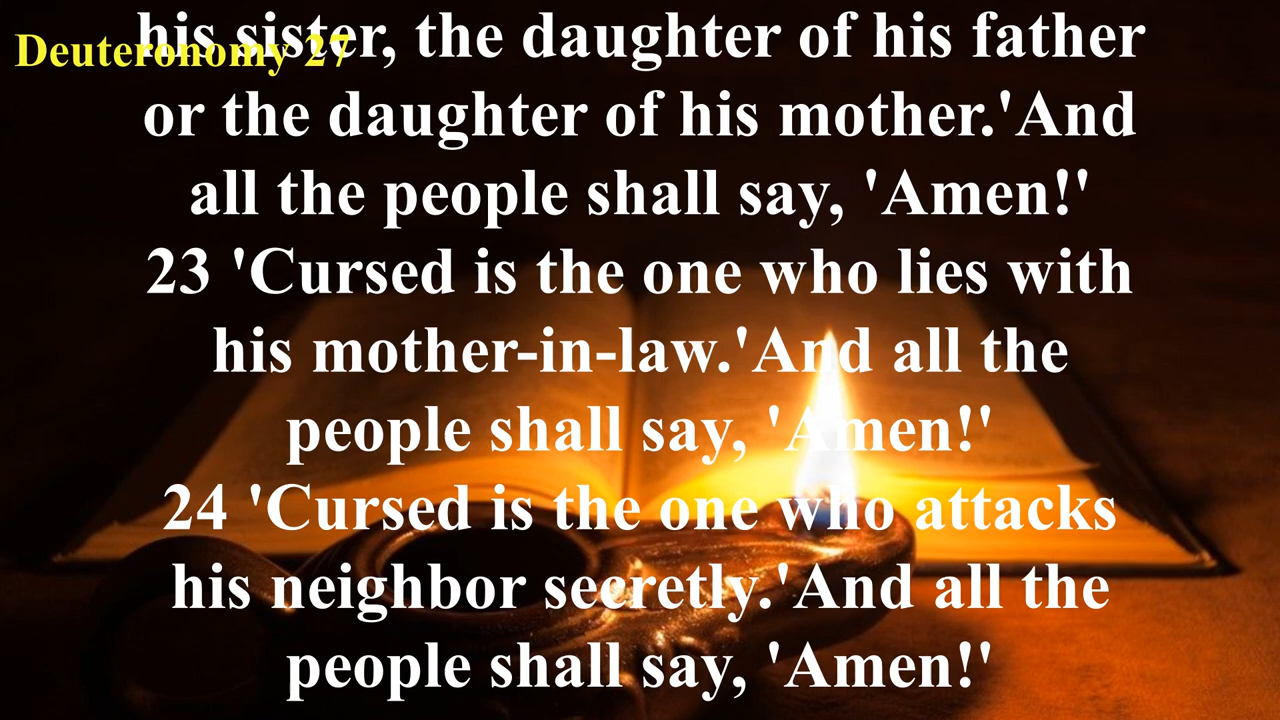 Deuteronomy 27
his sister, the daughter of his father
or the daughter of his mother.'And
all the people shall say, 'Amen!'
23 'Cursed is the one who lies with
his mother-in-law.'And all the
people shall say, 'Amen!'
24 'Cursed is the one who attacks
his neighbor secretly.'And all the
people shall say, 'Amen!'